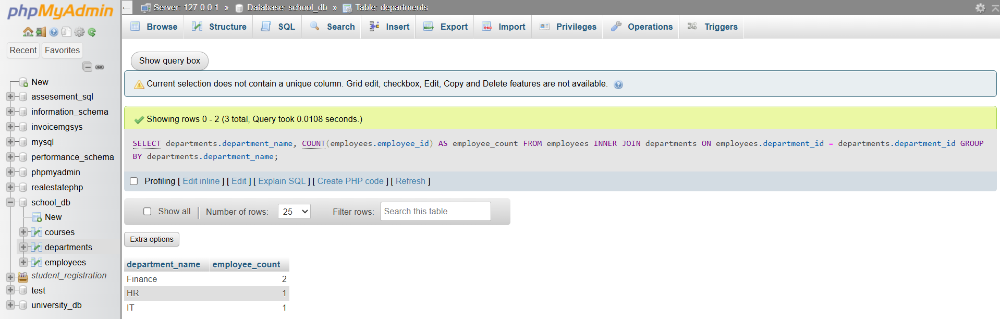 phpMyAdmin
Recent Favorites
New
assesement_sql
information_schema
invoicemgsys
mysql
performance_schema
phpmyadmin
realestatephp
school_db
New
courses
departments
employees
student_registration
test
university_db
← Server: 127.0.0.1 » Database: school_db » Table: departments
Browse Structure SQL Search Insert Export Import Privileges Operations Triggers
Show query box
Current selection does not contain a unique column. Grid edit, checkbox, Edit, Copy and Delete features are not available.
Showing rows 0 - 2 (3 total, Query took 0.0108 seconds.)
SELECT departments.department_name, COUNT(employees.employee_id) AS employee_count FROM employees INNER JOIN departments ON employees.department_id = departments.department_id GROUP
BY departments.department_name;
Profiling [ Edit inline ] [ Edit ] [ Explain SQL ] [ Create PHP code ] [ Refresh ]
Show all | Number of rows: 25 Filter rows: Search this table
Extra options
department_name employee_count
Finance 2
HR 1
IT 1